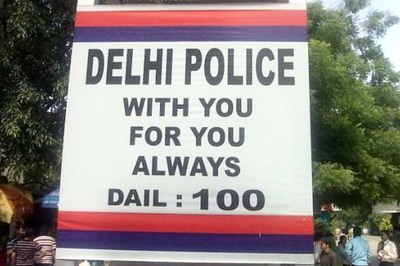 DELHI POLICE
WITH YOU
FOR YOU
ALWAYS
DAIL : 100